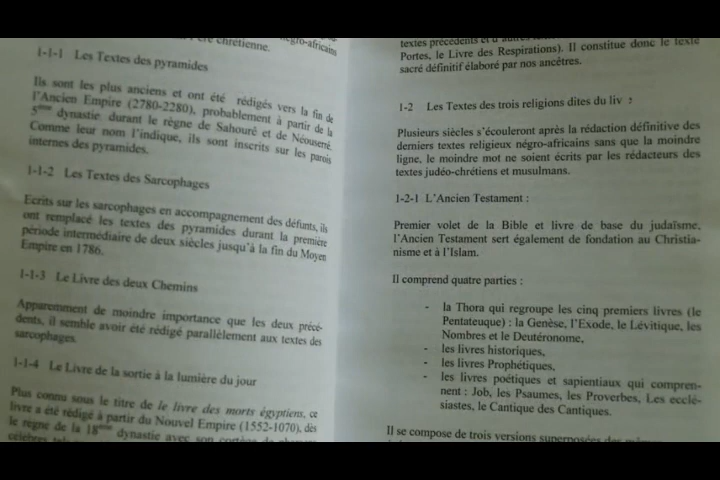 négro-africains
chrétienne.
1-1-1 Les Textes des pyramides
Ils sont les plus anciens et ont été rédigés vers la fin de
l'Ancien Empire (2780-2280), probablement à partir de la
5ème dynastie durant le règne de Sahouré et de Néouserré.
Comme leur nom l'indique, ils sont inscrits sur les parois
internes des pyramides.
1-1-2 Les Textes des Sarcophages
Ecrits sur les sarcophages en accompagnement des défunts, ils
ont remplacé les textes des pyramides durant la première
période intermédiaire de deux siècles jusqu'à la fin du Moyen
Empire en 1786.
1-1-3 Le Livre des deux Chemins
Apparemment de moindre importance que les deux précé-
dents, il semble avoir été rédigé parallèlement aux textes des
sarcophages.
1-1-4 Le Livre de la sortie à la lumière du jour
Plus connu sous le titre de le livre des morts égyptiens, ce
livre a été rédigé à partir du Nouvel Empire (1552-1070), dès
le règne de la 18ème dynastie avec son cortège de
célèbres
textes précédents et d'autres
Portes, le Livre des Respirations). Il constitue donc le texte
sacré définitif élaboré par nos ancêtres.
1-2 Les Textes des trois religions dites du liv :
Plusieurs siècles s'écouleront après la rédaction définitive des
derniers textes religieux négro-africains sans que la moindre
ligne, le moindre mot ne soient écrits par les rédacteurs des
textes judéo-chrétiens et musulmans.
1-2-1 L'Ancien Testament :
Premier volet de la Bible et livre de base du judaïsme,
l'Ancien Testament sert également de fondation au Christia-
nisme et à l'Islam.
Il comprend quatre parties :
- la Thora qui regroupe les cinq premiers livres (le
Pentateuque) : la Genèse, l'Exode, le Lévitique, les
Nombres et le Deutéronome,
- les livres historiques,
- les livres Prophétiques,
- les livres poétiques et sapientiaux qui compren-
nent : Job, les Psaumes, les Proverbes, Les ecclé-
siastes, le Cantique des Cantiques.
Il se compose de trois versions superposées des